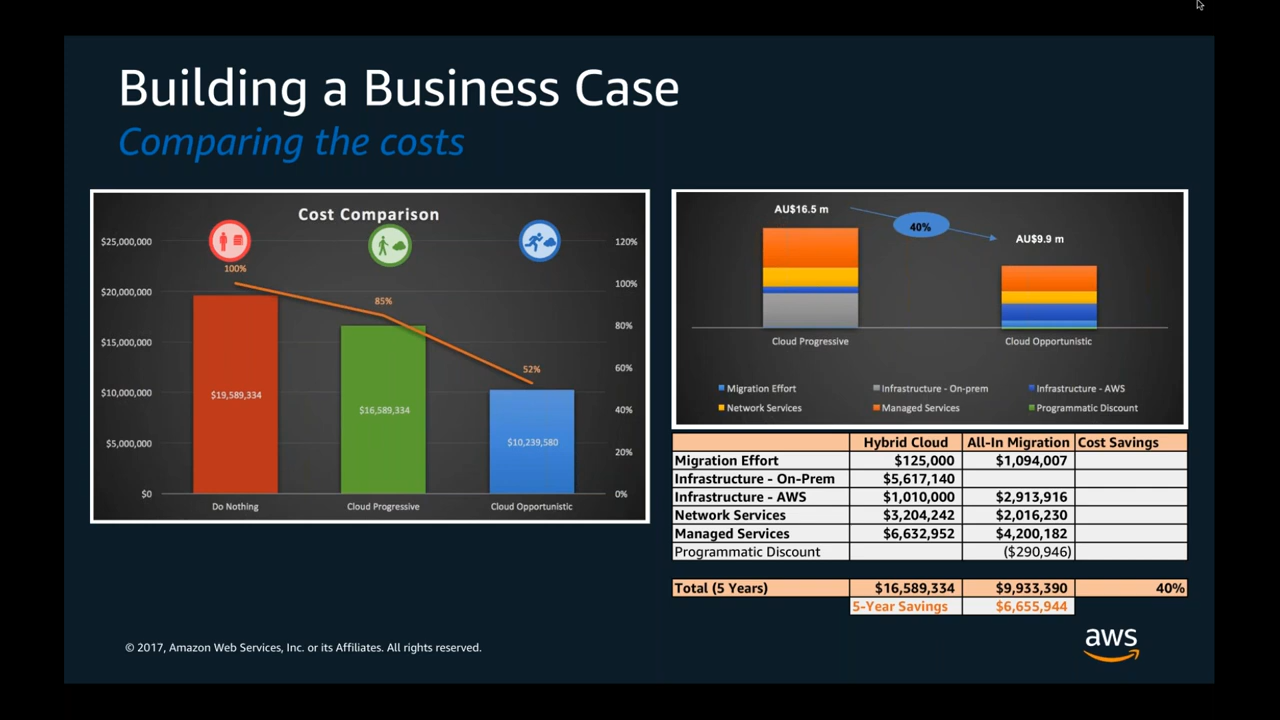 Building a Business Case
Comparing the costs
Cost Comparison
$25,000,000
$20,000,000
$15,000,000
$10,000,000
$5,000,000
$0
120%
100%
80%
60%
40%
20%
0%
100%
85%
52%
$19,589,334
$16,589,334
$10,239,580
Do Nothing
Cloud Progressive
Cloud Opportunistic
AU$16.5 m
40%
AU$9.9 m
Cloud Progressive
Cloud Opportunistic
Migration Effort
Infrastructure - On-prem
Infrastructure - AWS
Network Services
Managed Services
Programmatic Discount
Hybrid Cloud All-In Migration Cost Savings
Migration Effort $125,000 $1,094,007
Infrastructure - On-Prem $5,617,140
Infrastructure - AWS $1,010,000 $2,913,916
Network Services $3,204,242 $2,016,230
Managed Services $6,632,952 $4,200,182
Programmatic Discount ($290,946)
Total (5 Years) $16,589,334 $9,933,390 40%
5-Year Savings $6,655,944
© 2017, Amazon Web Services, Inc. or its Affiliates. All rights reserved.
aws